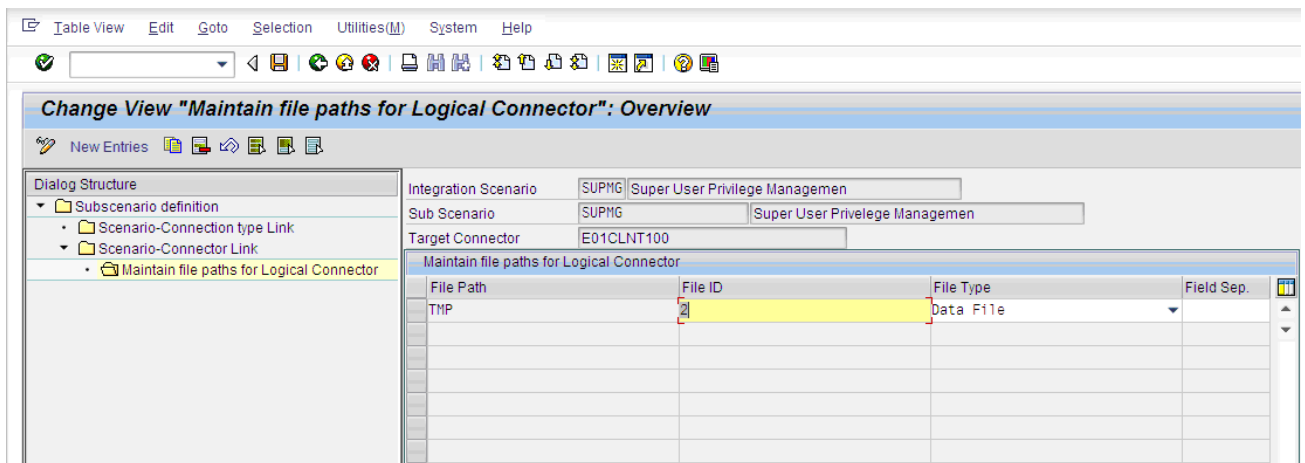 Table View Edit Goto Selection Utilities(M) System Help
Change View "Maintain file paths for Logical Connector": Overview
New Entries
Dialog Structure
Subscenario definition
Scenario-Connection type Link
Scenario-Connector Link
Maintain file paths for Logical Connector
Integration Scenario SUPMG Super User Privilege Managemen
Sub Scenario SUPMG Super User Privelege Managemen
Target Connector E01CLNT100
Maintain file paths for Logical Connector
File Path File ID File Type Field Sep.
TMP 2 Data File